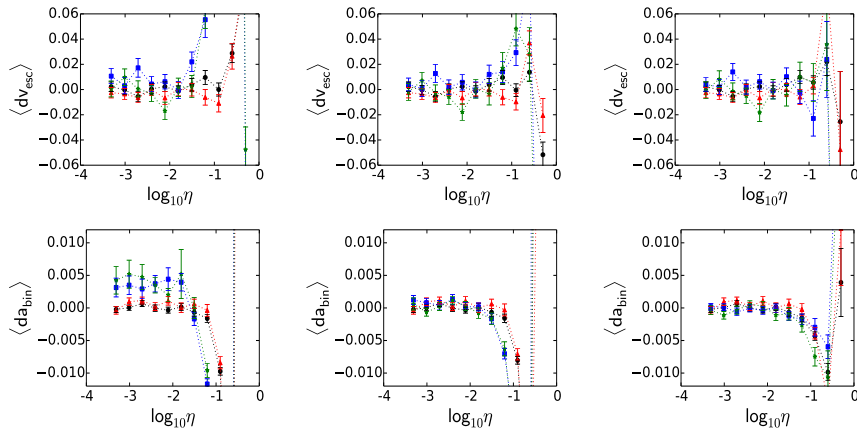 0.06
0.04
0.02
0.00
−0.02
−0.04
−0.06
⟨dv_esc⟩
−4 −3 −2 −1 0
log₁₀η
0.06
0.04
0.02
0.00
−0.02
−0.04
−0.06
⟨dv_esc⟩
−4 −3 −2 −1 0
log₁₀η
0.06
0.04
0.02
0.00
−0.02
−0.04
−0.06
⟨dv_esc⟩
−4 −3 −2 −1 0
log₁₀η
0.010
0.005
0.000
−0.005
−0.010
⟨da_bin⟩
−4 −3 −2 −1 0
log₁₀η
0.010
0.005
0.000
−0.005
−0.010
⟨da_bin⟩
−4 −3 −2 −1 0
log₁₀η
0.010
0.005
0.000
−0.005
−0.010
⟨da_bin⟩
−4 −3 −2 −1 0
log₁₀η